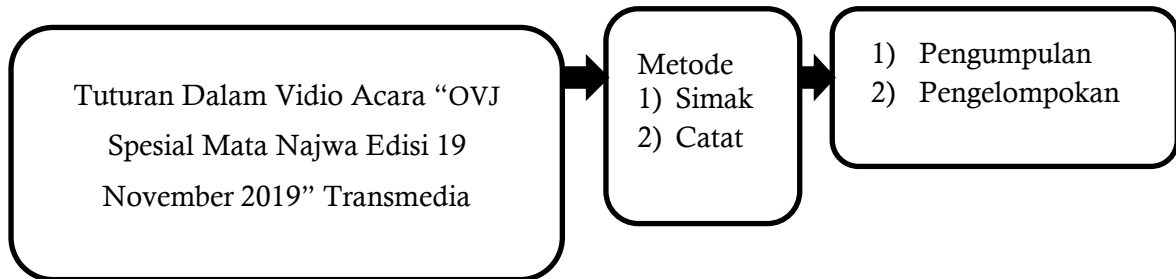 Tuturan Dalam Vidio Acara “OVJ
Spesial Mata Najwa Edisi 19
November 2019” Transmedia
Metode
1) Simak
2) Catat
1) Pengumpulan
2) Pengelompokan